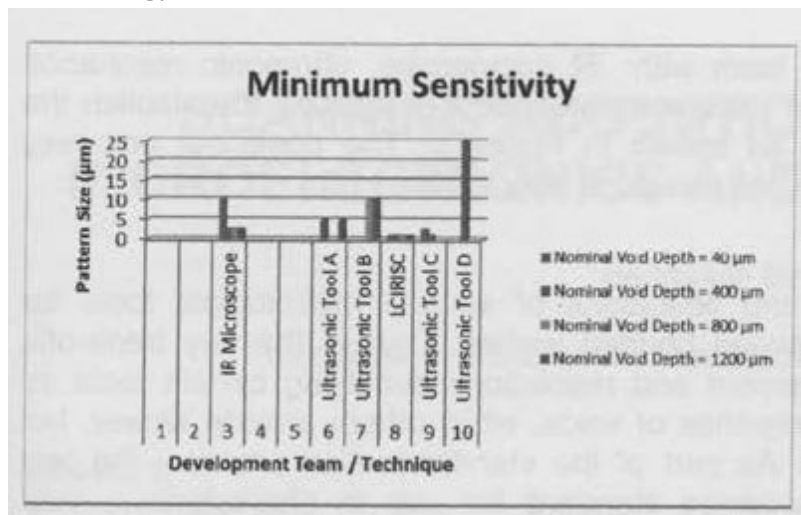 Minimum Sensitivity
Pattern Size (µm)
25
20
15
10
5
0
IR Microscope
Ultrasonic Tool A
Ultrasonic Tool B
LCIRISC
Ultrasonic Tool C
Ultrasonic Tool D
1 2 3 4 5 6 7 8 9 10
Development Team / Technique
Nominal Void Depth = 40 µm
Nominal Void Depth = 400 µm
Nominal Void Depth = 800 µm
Nominal Void Depth = 1200 µm